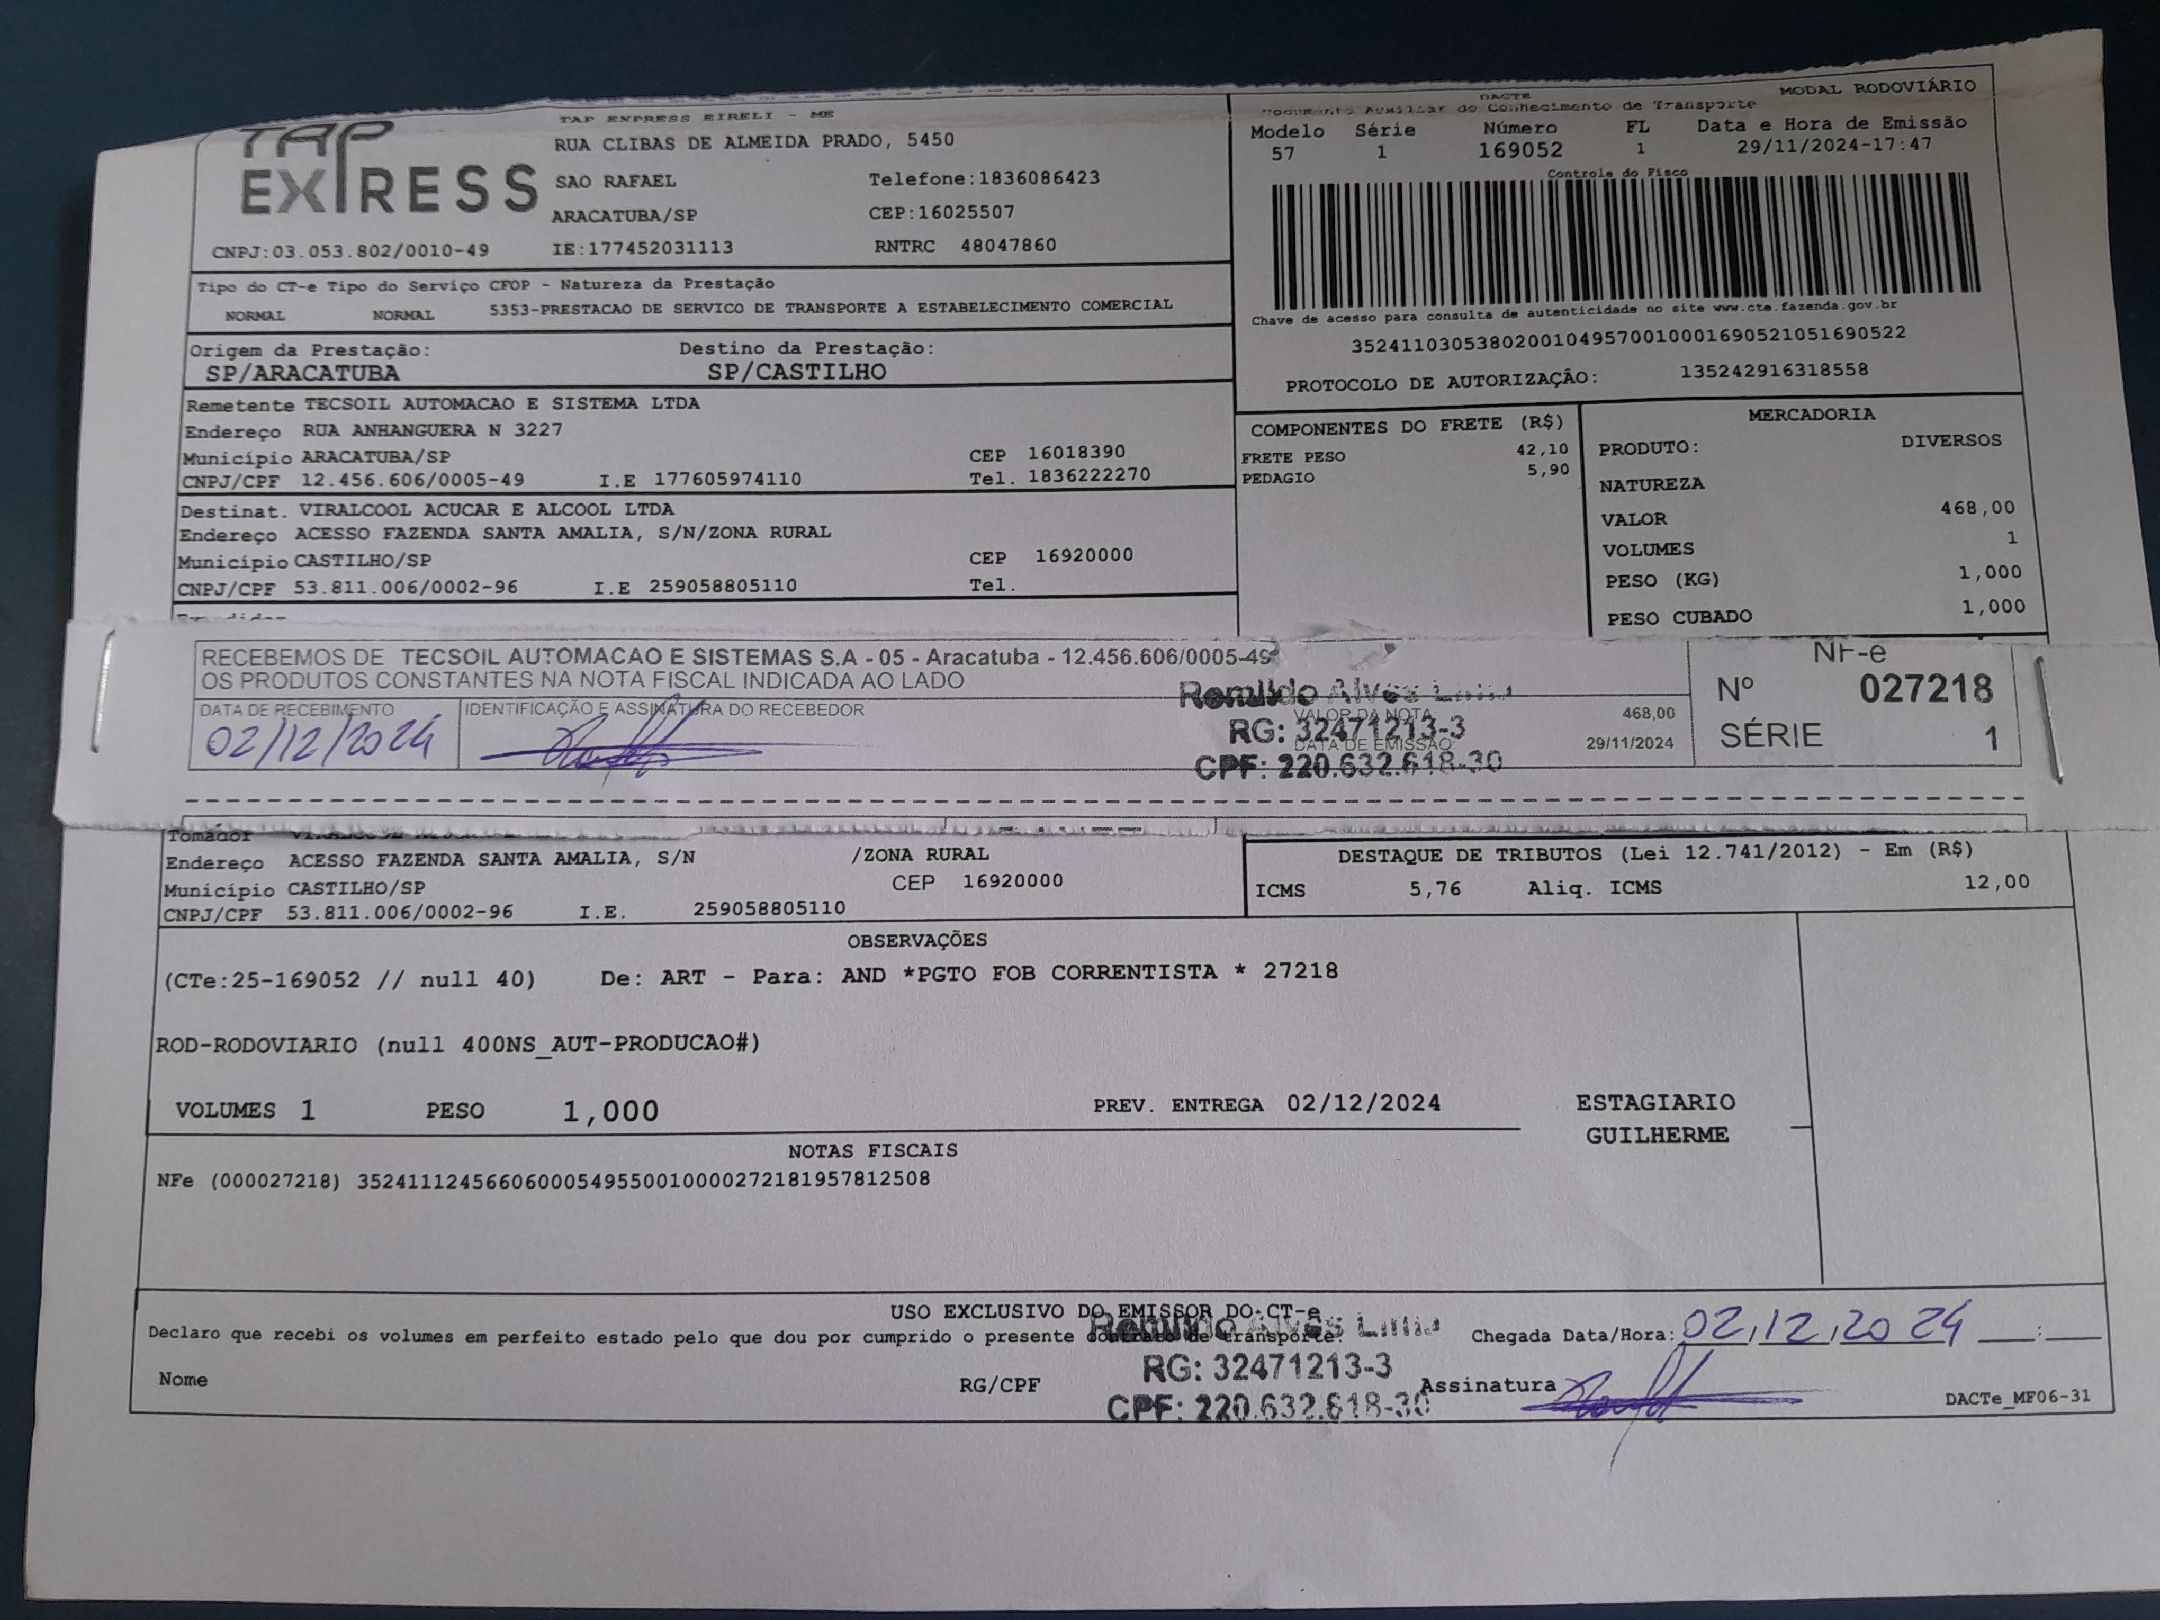 TAP EXPRESS
TAP EXPRESS EIRELI - ME
RUA CLIBAS DE ALMEIDA PRADO, 5450
SAO RAFAEL Telefone:1836086423
ARACATUBA/SP CEP:16025507
CNPJ:03.053.802/0010-49 IE:177452031113 RNTRC 48047860
DACTE MODAL RODOVIÁRIO
Documento Auxiliar do Conhecimento de Transporte
Modelo Série Número FL Data e Hora de Emissão
57 1 169052 1 29/11/2024-17:47
Controle do Fisco
Chave de acesso para consulta de autenticidade no site www.cte.fazenda.gov.br
35241103053802001049570010001690521051690522
PROTOCOLO DE AUTORIZAÇÃO: 135242916318558
Tipo do CT-e Tipo do Serviço CFOP - Natureza da Prestação
NORMAL NORMAL 5353-PRESTACAO DE SERVICO DE TRANSPORTE A ESTABELECIMENTO COMERCIAL
Origem da Prestação: Destino da Prestação:
SP/ARACATUBA SP/CASTILHO
Remetente TECSOIL AUTOMACAO E SISTEMA LTDA
Endereço RUA ANHANGUERA N 3227
Município ARACATUBA/SP CEP 16018390
CNPJ/CPF 12.456.606/0005-49 I.E 177605974110 Tel. 1836222270
Destinat. VIRALCOOL ACUCAR E ALCOOL LTDA
Endereço ACESSO FAZENDA SANTA AMALIA, S/N/ZONA RURAL
Município CASTILHO/SP CEP 16920000
CNPJ/CPF 53.811.006/0002-96 I.E 259058805110 Tel.
COMPONENTES DO FRETE (R$)
FRETE PESO 42,10
PEDAGIO 5,90
MERCADORIA
PRODUTO: DIVERSOS
NATUREZA
VALOR 468,00
VOLUMES 1
PESO (KG) 1,000
PESO CUBADO 1,000
RECEBEMOS DE TECSOIL AUTOMACAO E SISTEMAS S.A - 05 - Aracatuba - 12.456.606/0005-49
OS PRODUTOS CONSTANTES NA NOTA FISCAL INDICADA AO LADO
DATA DE RECEBIMENTO IDENTIFICAÇÃO E ASSINATURA DO RECEBEDOR
02/12/2024
Romildo Alves Lima
VALOR DA NOTA 468,00
RG: 32471213-3
DATA DE EMISSÃO 29/11/2024
CPF: 220.632.618-30
NF-e
Nº 027218
SÉRIE 1
Tomador
Endereço ACESSO FAZENDA SANTA AMALIA, S/N /ZONA RURAL
Município CASTILHO/SP CEP 16920000
CNPJ/CPF 53.811.006/0002-96 I.E. 259058805110
DESTAQUE DE TRIBUTOS (Lei 12.741/2012) - Em (R$)
ICMS 5,76 Aliq. ICMS 12,00
OBSERVAÇÕES
(CTe:25-169052 // null 40) De: ART - Para: AND *PGTO FOB CORRENTISTA * 27218
ROD-RODOVIARIO (null 400NS_AUT-PRODUCAO#)
VOLUMES 1 PESO 1,000 PREV. ENTREGA 02/12/2024 ESTAGIARIO
GUILHERME
NOTAS FISCAIS
NFe (000027218) 35241112456606000549550010000272181957812508
USO EXCLUSIVO DO EMISSOR DO CT-e
Declaro que recebi os volumes em perfeito estado pelo que dou por cumprido o presente contrato de transporte.
Romildo Alves Lima
Chegada Data/Hora: 02/12/2024 __:__
RG: 32471213-3
Nome RG/CPF Assinatura
CPF: 220.632.618-30
DACTe_MF06-31